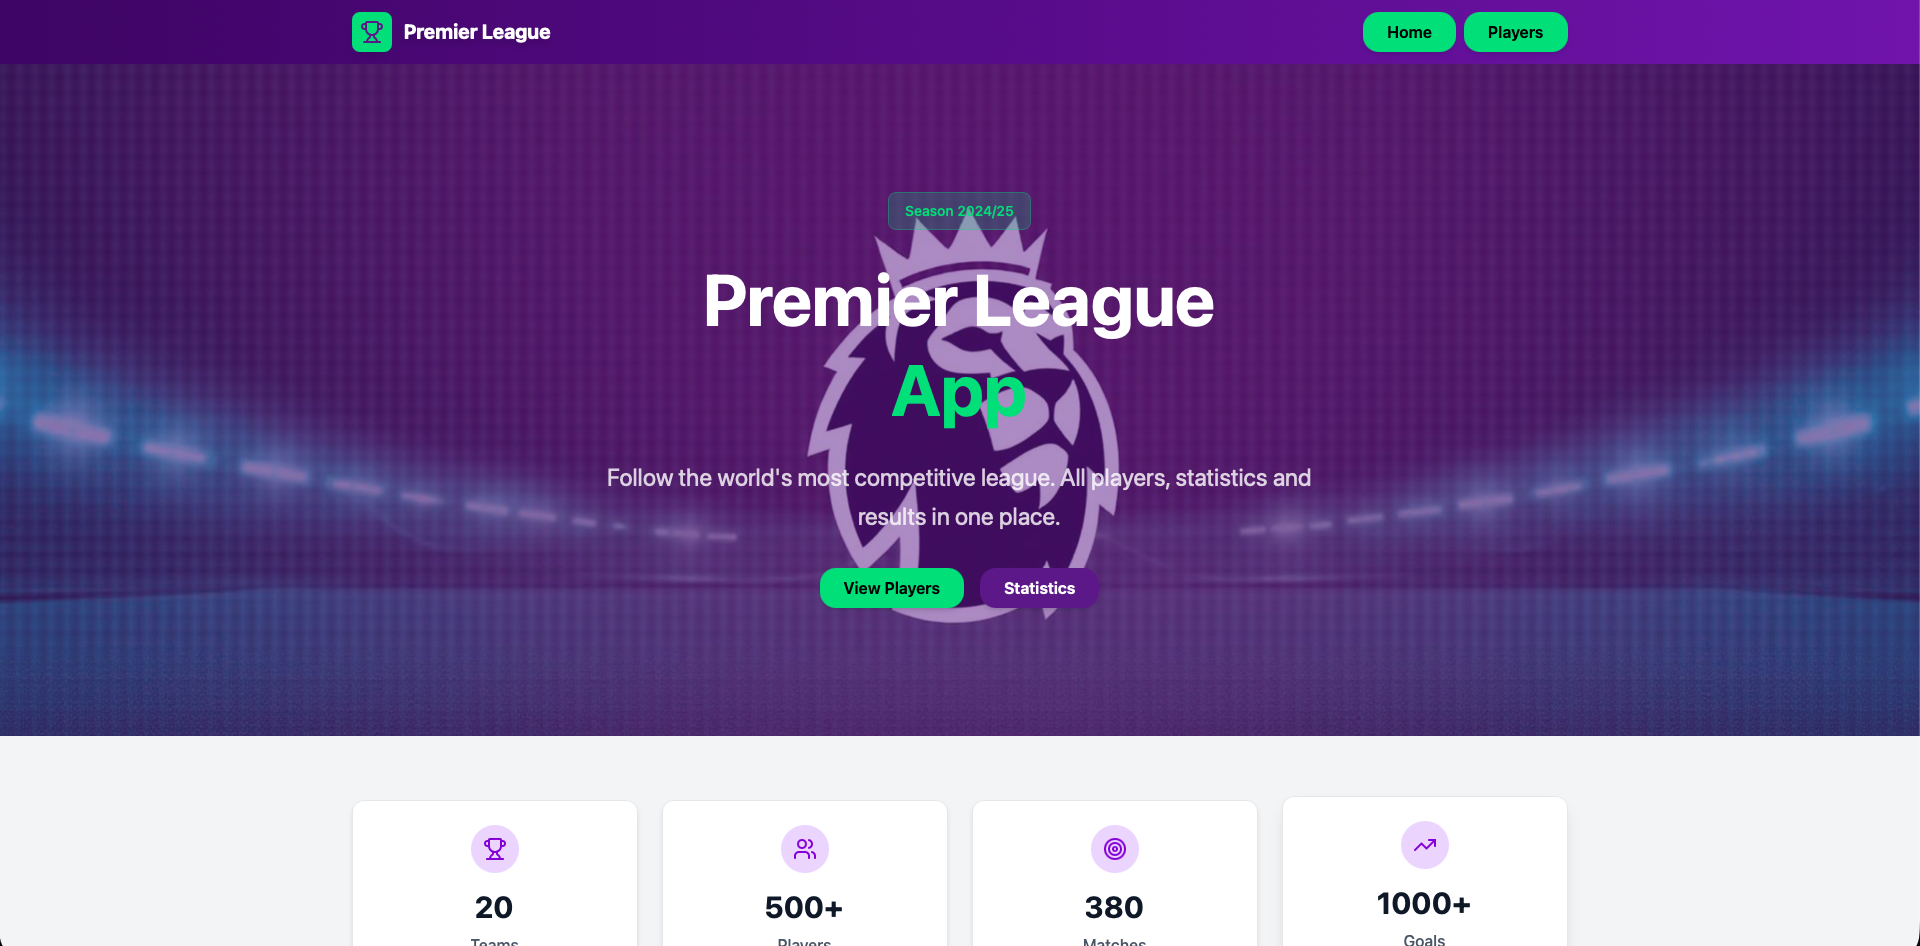 Premier League
Home
Players
Season 2024/25
Premier League
App
Follow the world's most competitive league. All players, statistics and
results in one place.
View Players
Statistics
20
500+
380
1000+
Teams
Players
Matches
Goals